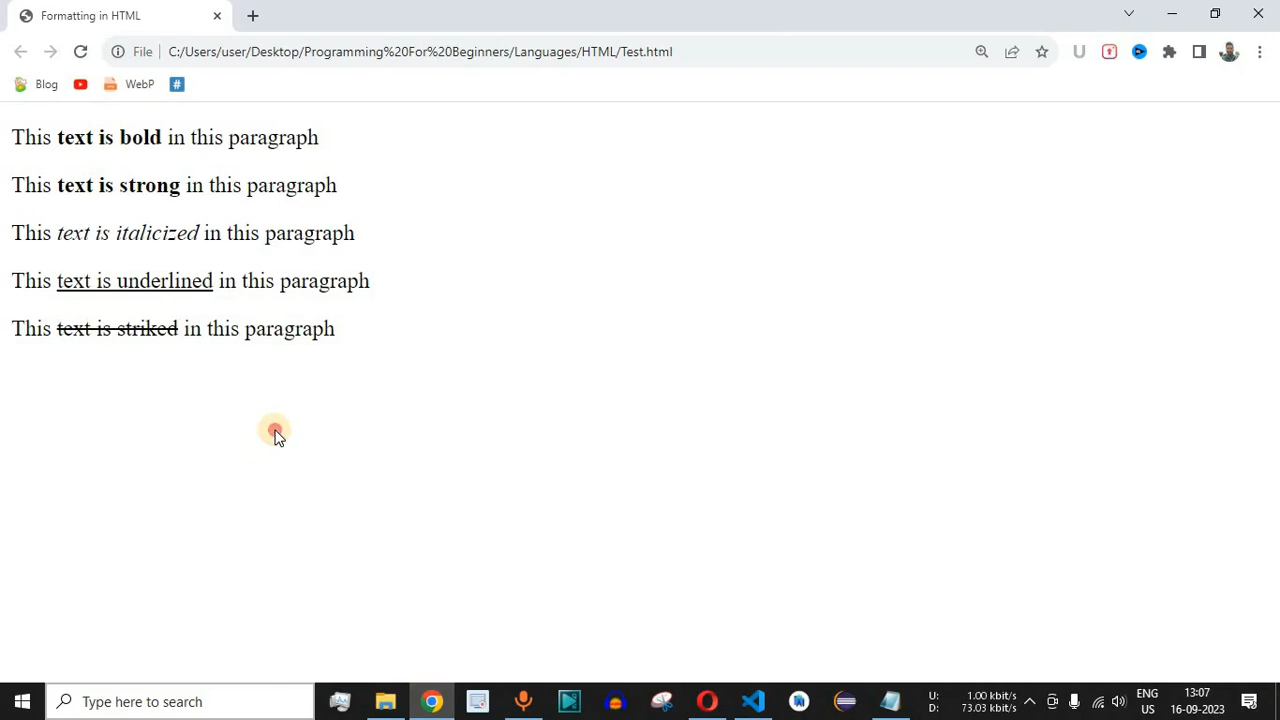 Formatting in HTML
File C:/Users/user/Desktop/Programming%20For%20Beginners/Languages/HTML/Test.html
Blog WebP #
This text is bold in this paragraph
This text is strong in this paragraph
This text is italicized in this paragraph
This text is underlined in this paragraph
This text is striked in this paragraph
Type here to search
U: 1.00 kbit/s
D: 73.03 kbit/s
ENG
US
13:07
16-09-2023